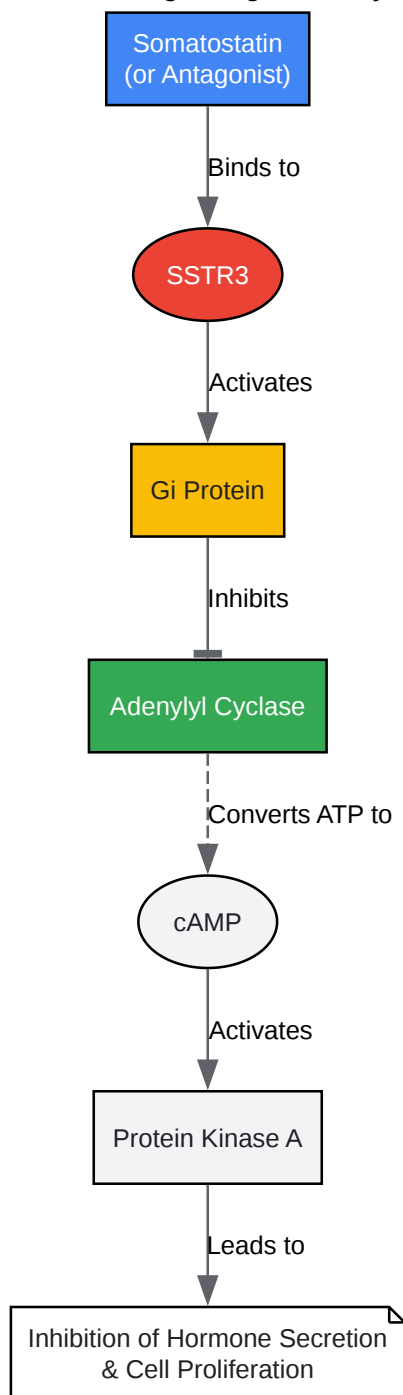 Somatostatin
(or Antagonist)
Binds to
SSTR3
Activates
Gi Protein
Inhibits
Adenylyl Cyclase
Converts ATP to
cAMP
Activates
Protein Kinase A
Leads to
Inhibition of Hormone Secretion
& Cell Proliferation